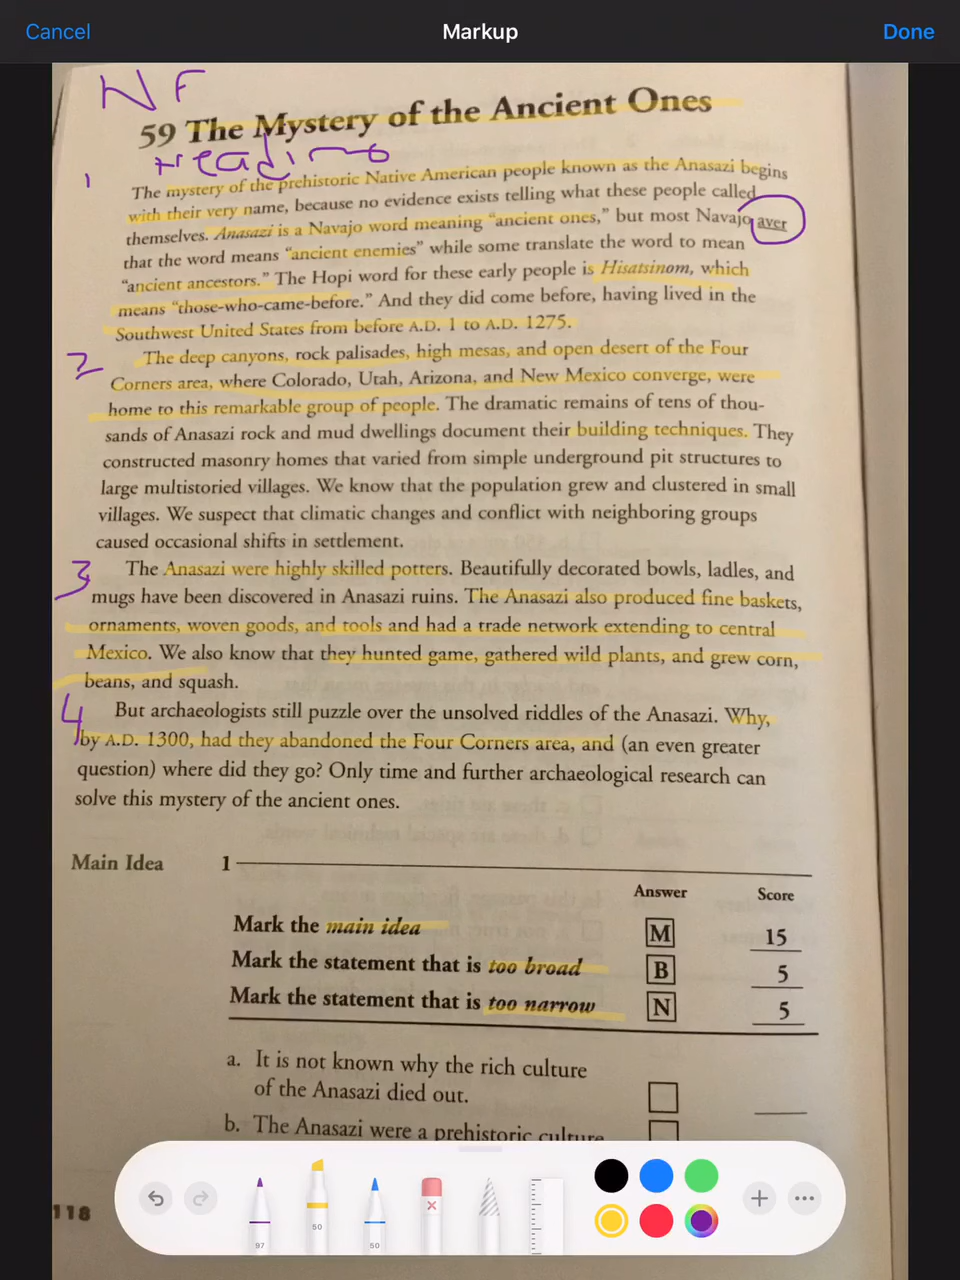 Cancel
Markup
Done
NF
59 The Mystery of the Ancient Ones
reading
1
The mystery of the prehistoric Native American people known as the Anasazi begins
with their very name, because no evidence exists telling what these people called
themselves. Anasazi is a Navajo word meaning “ancient ones,” but most Navajo aver
that the word means “ancient enemies” while some translate the word to mean
“ancient ancestors.” The Hopi word for these early people is Hisatsinom, which
means “those-who-came-before.” And they did come before, having lived in the
Southwest United States from before A.D. 1 to A.D. 1275.
2
The deep canyons, rock palisades, high mesas, and open desert of the Four
Corners area, where Colorado, Utah, Arizona, and New Mexico converge, were
home to this remarkable group of people. The dramatic remains of tens of thou-
sands of Anasazi rock and mud dwellings document their building techniques. They
constructed masonry homes that varied from simple underground pit structures to
large multistoried villages. We know that the population grew and clustered in small
villages. We suspect that climatic changes and conflict with neighboring groups
caused occasional shifts in settlement.
3
The Anasazi were highly skilled potters. Beautifully decorated bowls, ladles, and
mugs have been discovered in Anasazi ruins. The Anasazi also produced fine baskets,
ornaments, woven goods, and tools and had a trade network extending to central
Mexico. We also know that they hunted game, gathered wild plants, and grew corn,
beans, and squash.
4
But archaeologists still puzzle over the unsolved riddles of the Anasazi. Why,
by A.D. 1300, had they abandoned the Four Corners area, and (an even greater
question) where did they go? Only time and further archaeological research can
solve this mystery of the ancient ones.
Main Idea 1
Answer Score
Mark the main idea M 15
Mark the statement that is too broad B 5
Mark the statement that is too narrow N 5
a. It is not known why the rich culture
of the Anasazi died out.
b. The Anasazi were a prehistoric culture
118
97
50
50